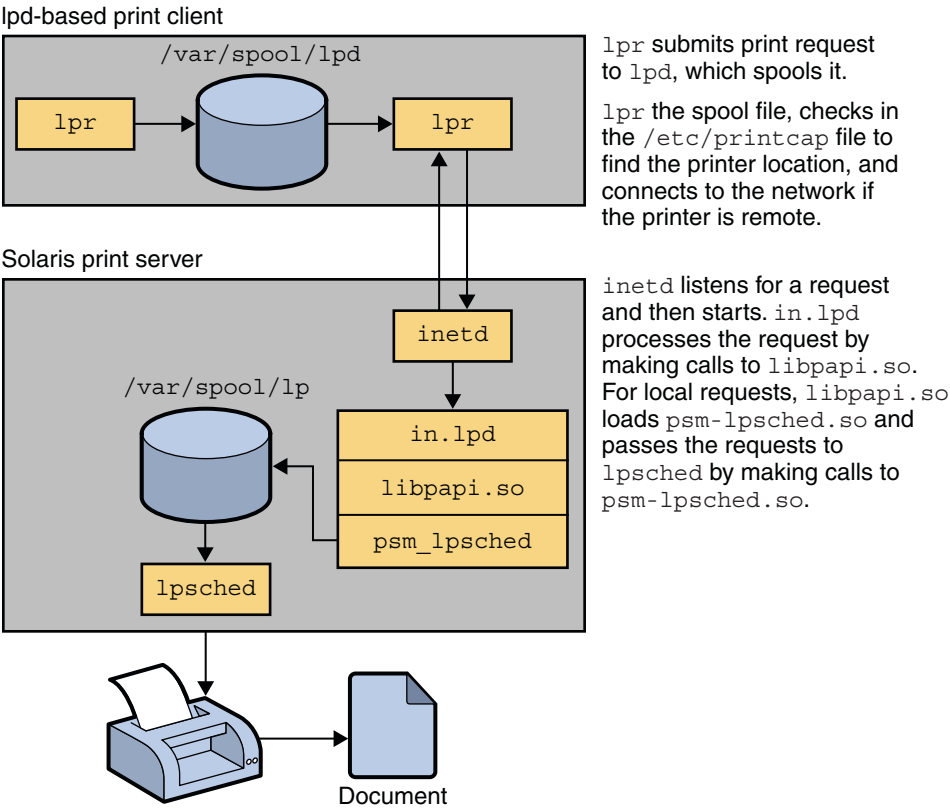 lpd-based print client
/var/spool/lpd
lpr
lpr
lpr submits print request
to lpd, which spools it.
lpr the spool file, checks in
the /etc/printcap file to
find the printer location, and
connects to the network if
the printer is remote.
Solaris print server
inetd
/var/spool/lp
in.lpd
libpapi.so
psm_lpsched
lpsched
inetd listens for a request
and then starts. in.lpd
processes the request by
making calls to libpapi.so.
For local requests, libpapi.so
loads psm-lpsched.so and
passes the requests to
lpsched by making calls to
psm-lpsched.so.
Document